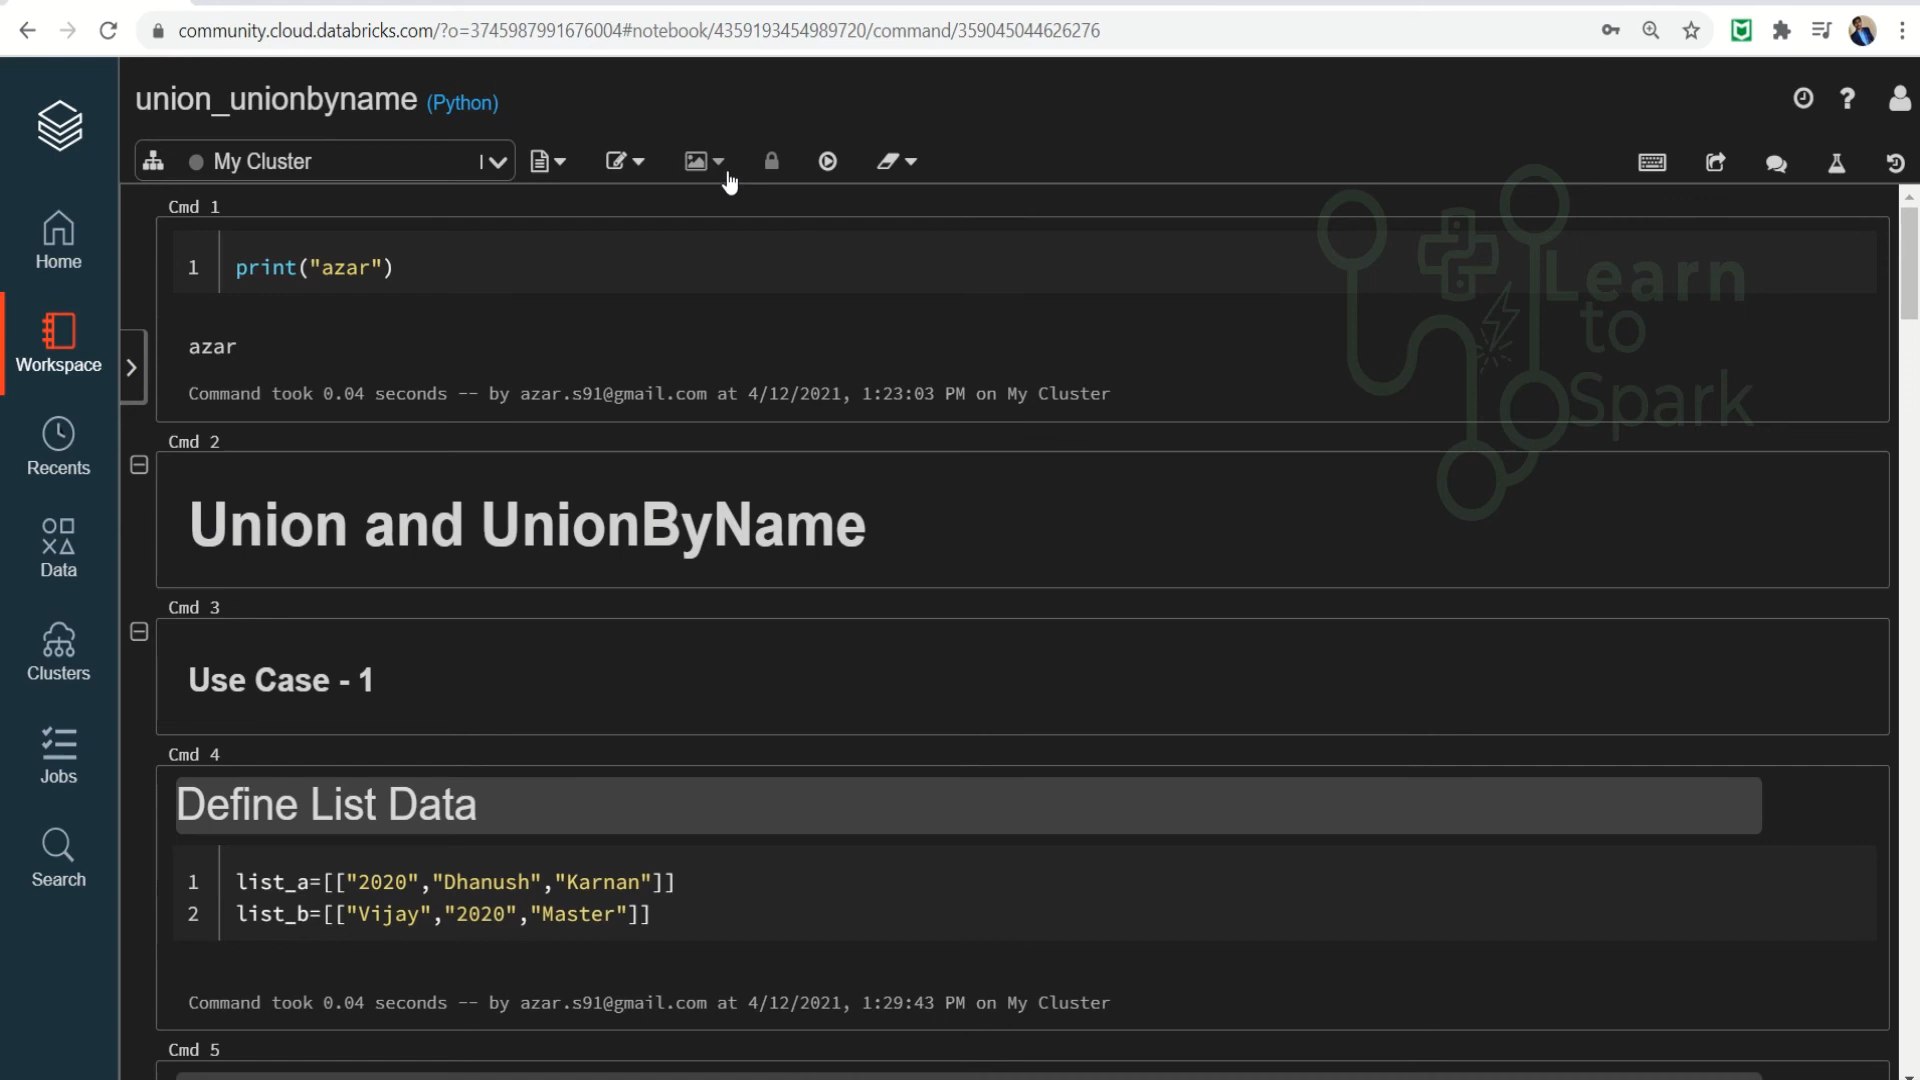 community.cloud.databricks.com/?o=3745987991676004#notebook/4359193454989720/command/359045044626276
union_unionbyname (Python)
My Cluster
Cmd 1
1 print("azar")
azar
Command took 0.04 seconds -- by azar.s91@gmail.com at 4/12/2021, 1:23:03 PM on My Cluster
Learn
to
Spark
Cmd 2
Union and UnionByName
Cmd 3
Use Case - 1
Cmd 4
Define List Data
1 list_a=[["2020","Dhanush","Karnan"]]
2 list_b=[["Vijay","2020","Master"]]
Command took 0.04 seconds -- by azar.s91@gmail.com at 4/12/2021, 1:29:43 PM on My Cluster
Cmd 5
Home
Workspace
Recents
Data
Clusters
Jobs
Search